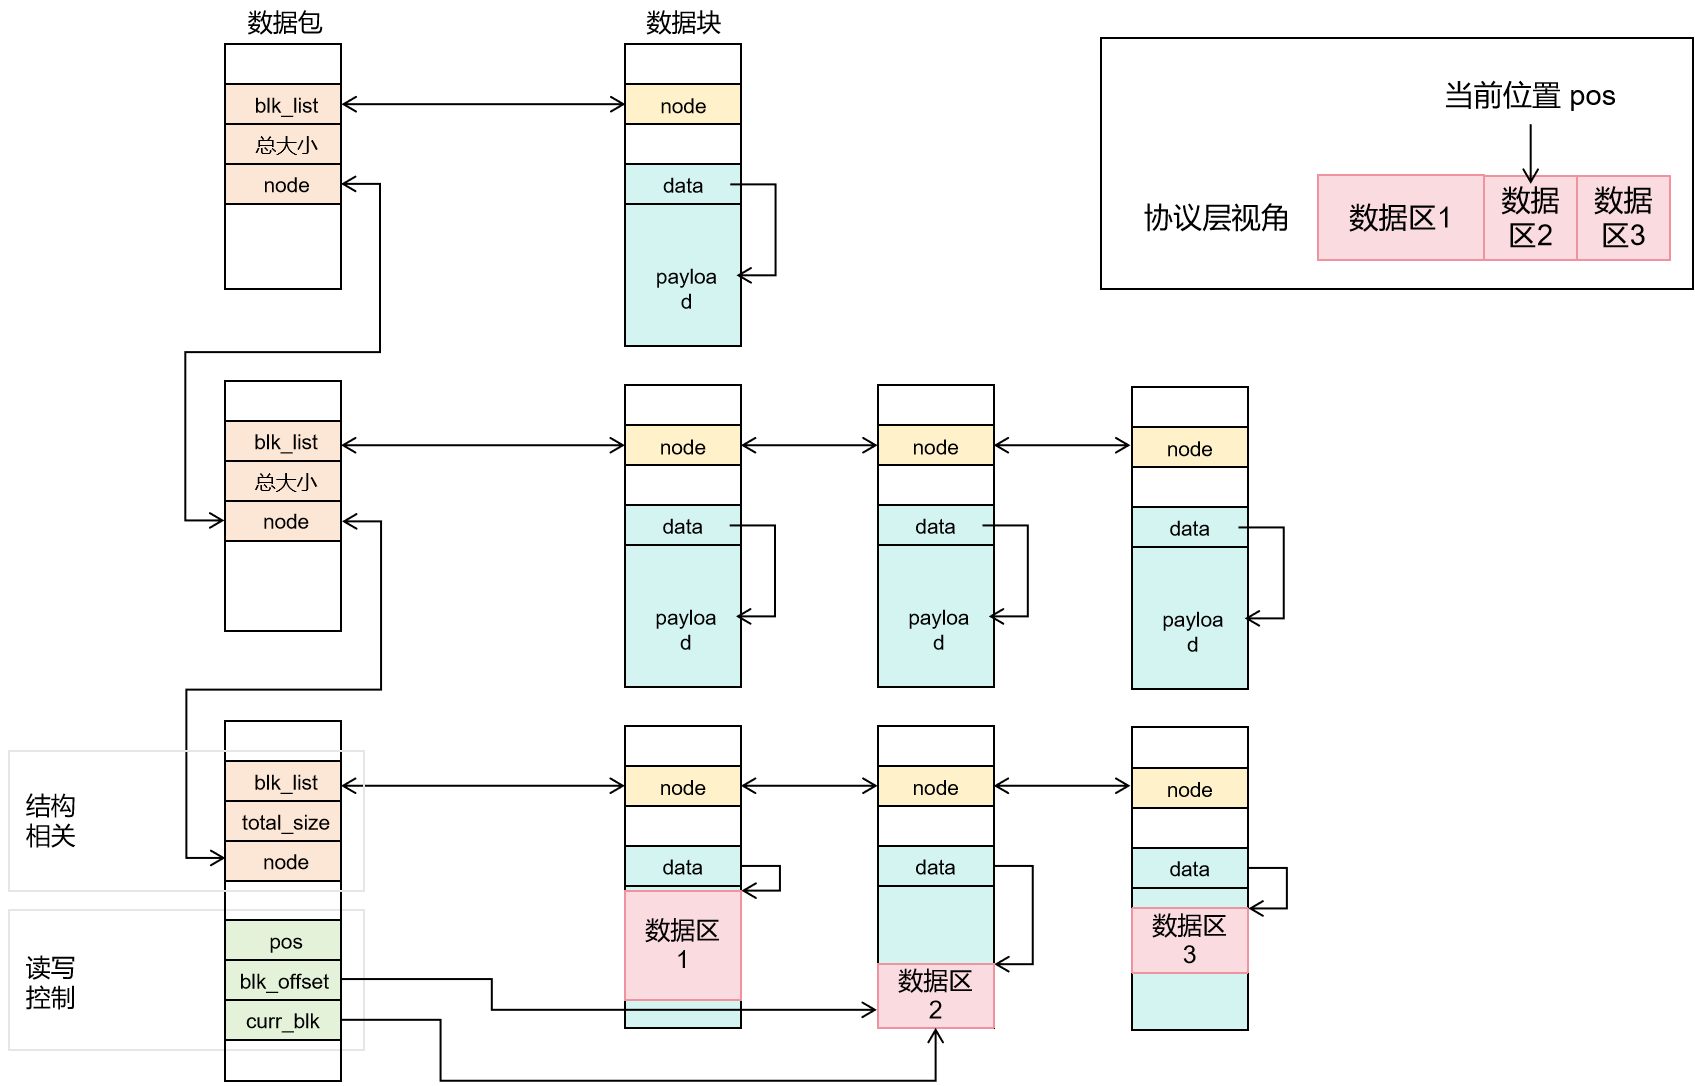 数据包
数据块
blk_list
总大小
node
node
data
payloa
d
当前位置 pos
协议层视角
数据区1
数据
区2
数据
区3
blk_list
总大小
node
node
data
payloa
d
node
data
payloa
d
node
data
payloa
d
结构
相关
blk_list
total_size
node
读写
控制
pos
blk_offset
curr_blk
node
data
数据区
1
node
data
数据区
2
node
data
数据区
3